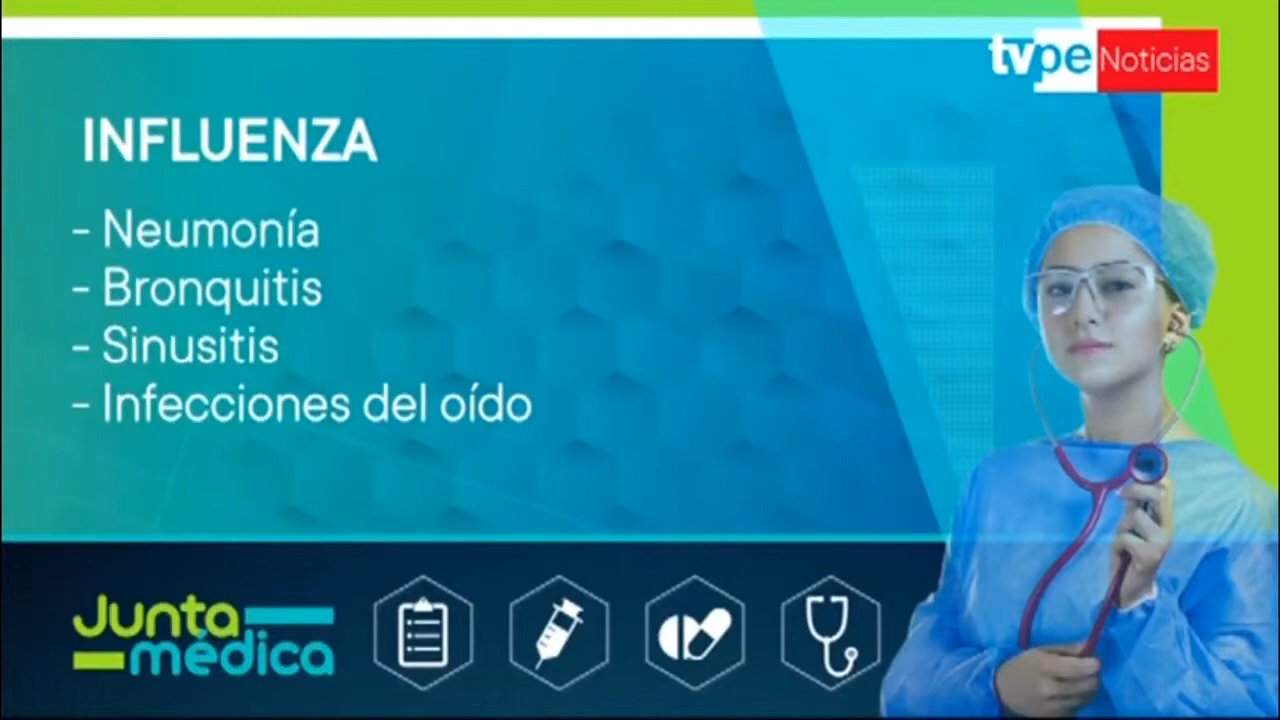 tvpe Noticias
INFLUENZA
- Neumonía
- Bronquitis
- Sinusitis
- Infecciones del oído
Junta
médica